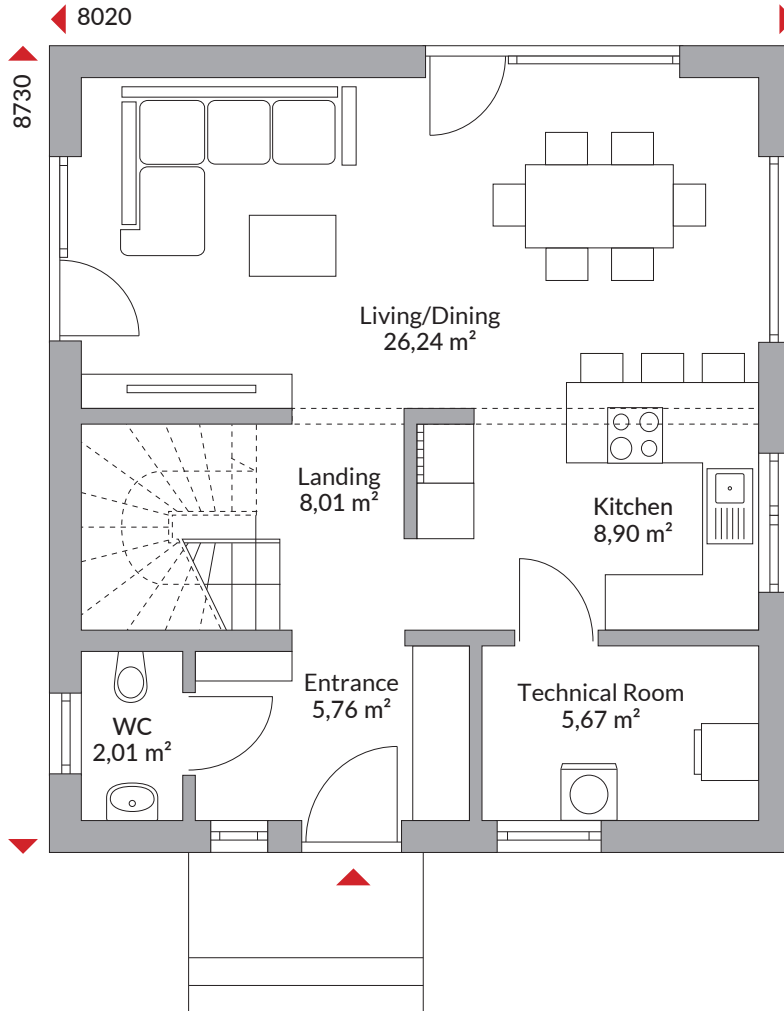 8020
8730
Living/Dining
26,24 m²
Landing
8,01 m²
Kitchen
8,90 m²
Entrance
5,76 m²
Technical Room
5,67 m²
WC
2,01 m²